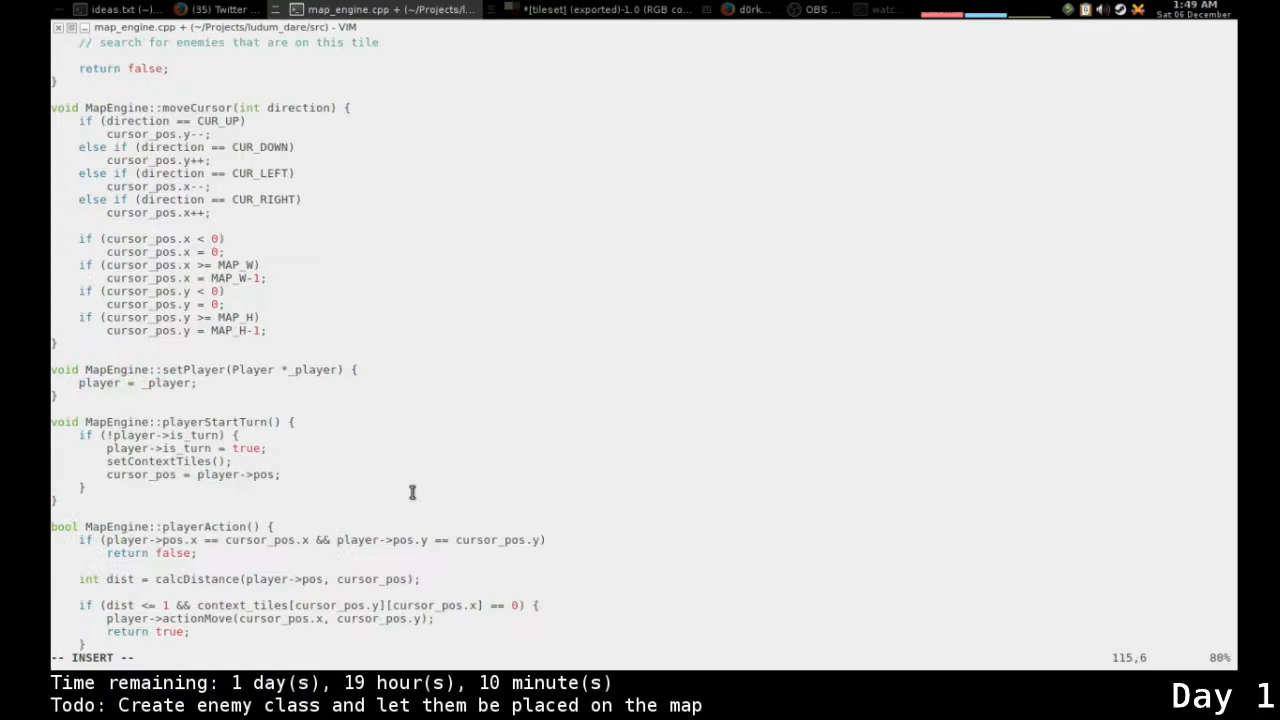 ideas.txt (~)...
(35) Twitter ...
map_engine.cpp + (~/Projects/l...
*[tileset] (exported)-1.0 (RGB co...
d0rk...
OBS ...
watc...
1:49 AM
Sat 06 December
map_engine.cpp + (~/Projects/ludum_dare/src) - VIM
// search for enemies that are on this tile
return false;
}
void MapEngine::moveCursor(int direction) {
if (direction == CUR_UP)
cursor_pos.y--;
else if (direction == CUR_DOWN)
cursor_pos.y++;
else if (direction == CUR_LEFT)
cursor_pos.x--;
else if (direction == CUR_RIGHT)
cursor_pos.x++;
if (cursor_pos.x < 0)
cursor_pos.x = 0;
if (cursor_pos.x >= MAP_W)
cursor_pos.x = MAP_W-1;
if (cursor_pos.y < 0)
cursor_pos.y = 0;
if (cursor_pos.y >= MAP_H)
cursor_pos.y = MAP_H-1;
}
void MapEngine::setPlayer(Player *_player) {
player = _player;
}
void MapEngine::playerStartTurn() {
if (!player->is_turn) {
player->is_turn = true;
setContextTiles();
cursor_pos = player->pos;
}
}
bool MapEngine::playerAction() {
if (player->pos.x == cursor_pos.x && player->pos.y == cursor_pos.y)
return false;
int dist = calcDistance(player->pos, cursor_pos);
if (dist <= 1 && context_tiles[cursor_pos.y][cursor_pos.x] == 0) {
player->actionMove(cursor_pos.x, cursor_pos.y);
return true;
}
-- INSERT --
115,6
80%
Time remaining: 1 day(s), 19 hour(s), 10 minute(s)
Todo: Create enemy class and let them be placed on the map
Day 1